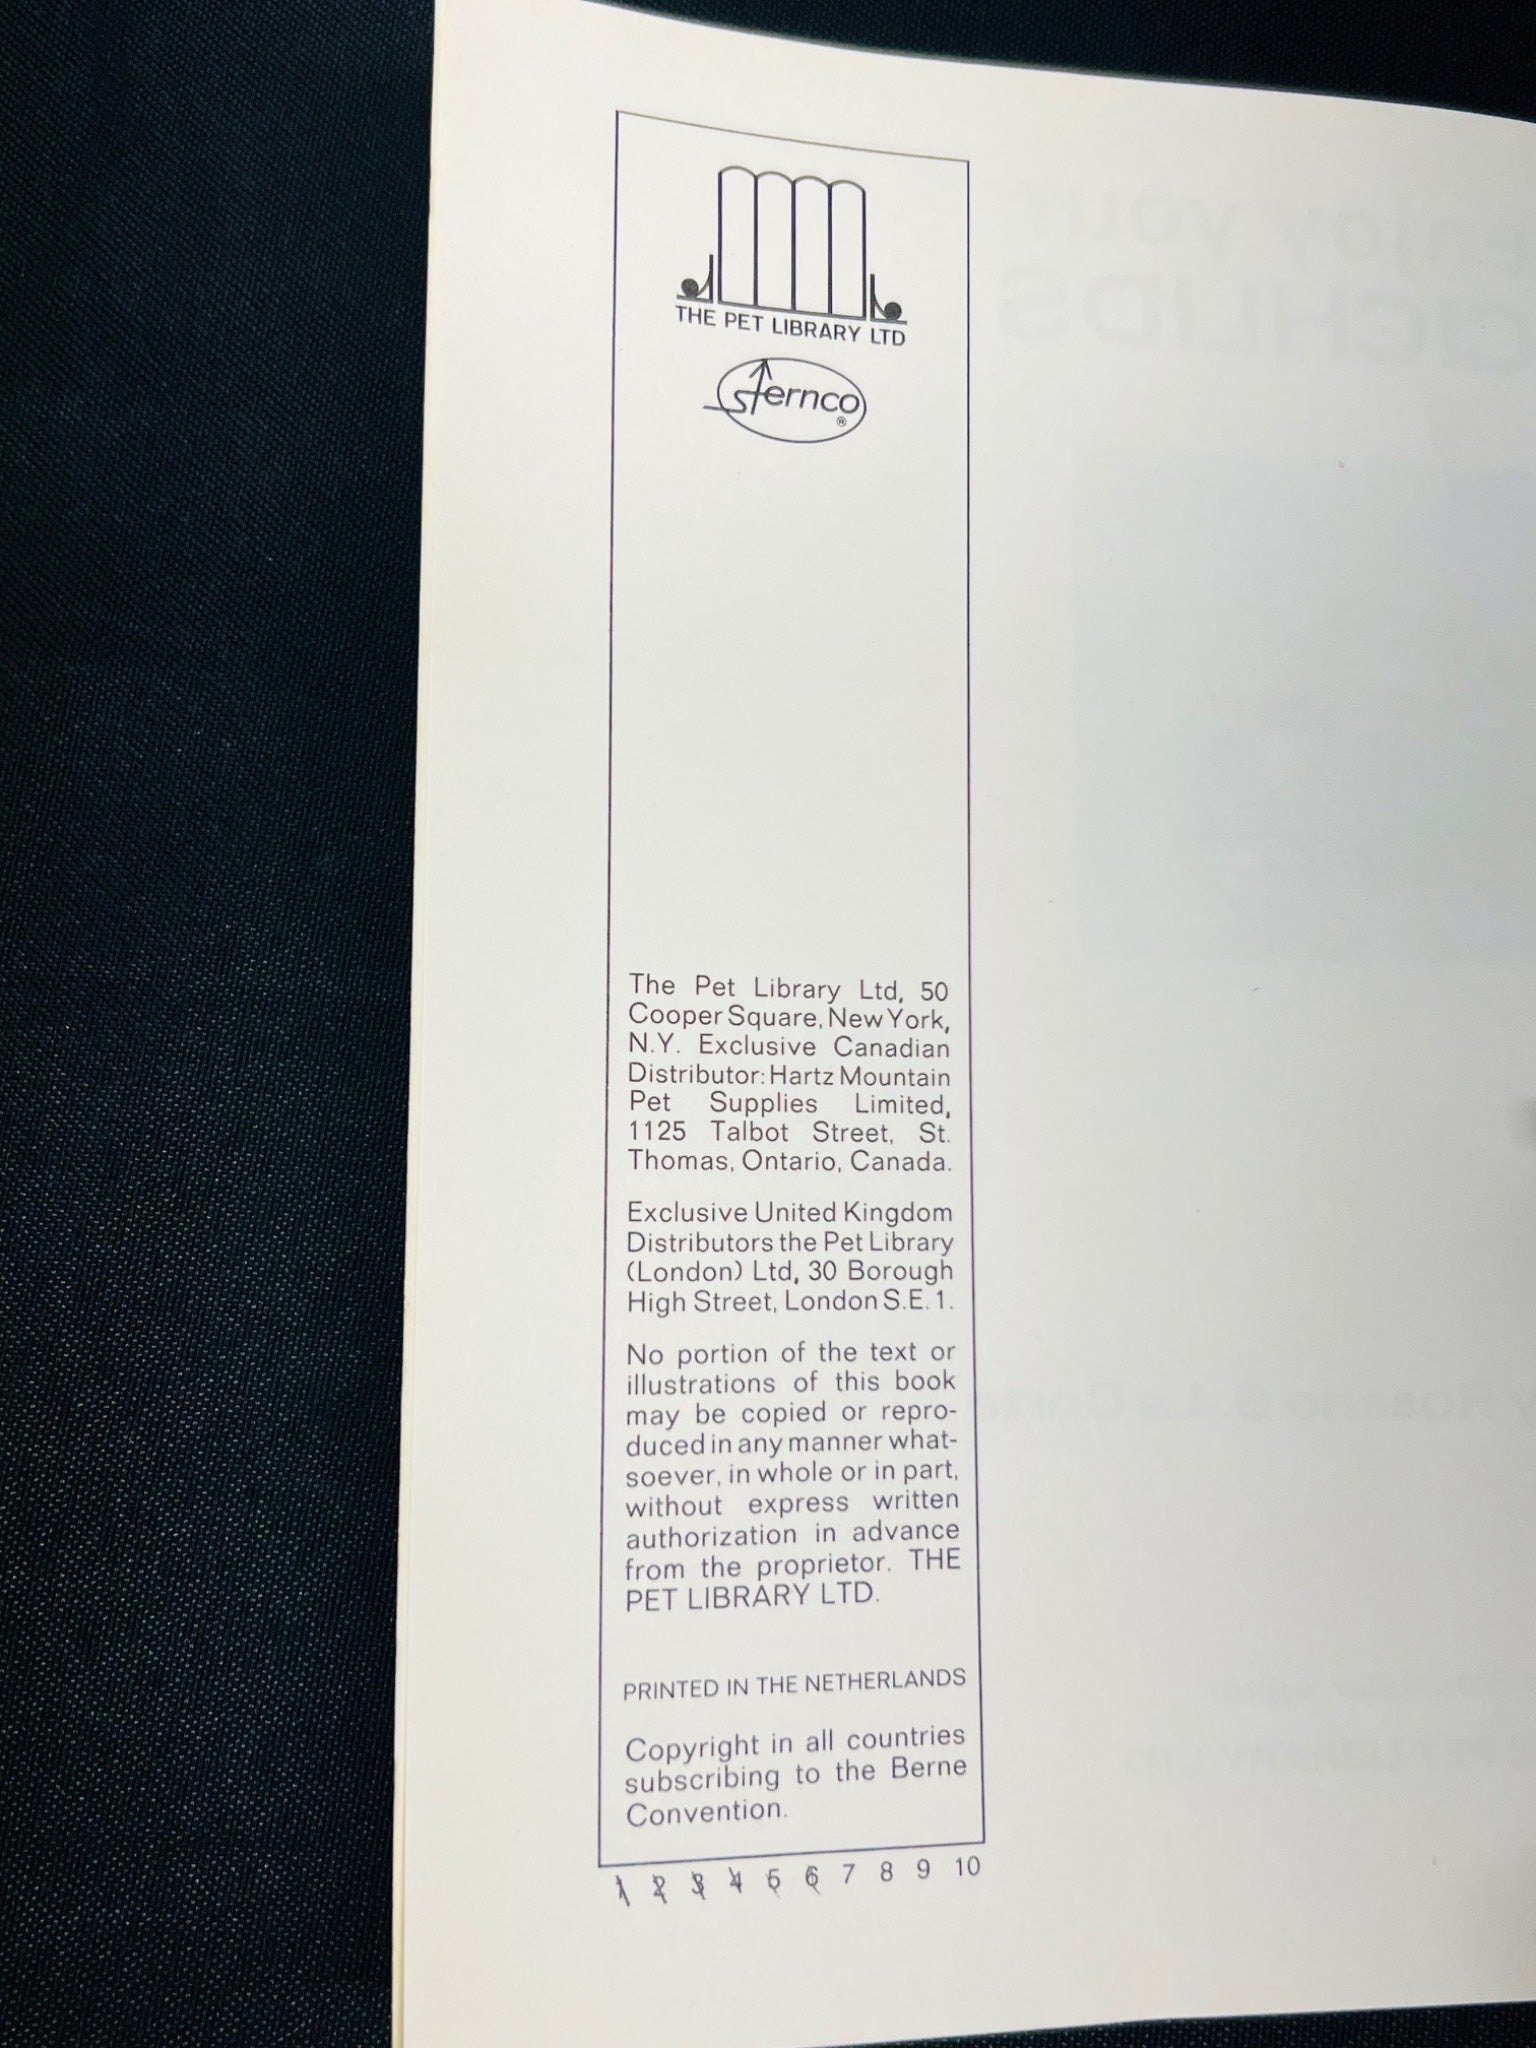 THE PET LIBRARY LTD
sternco
®
The Pet Library Ltd, 50
Cooper Square, New York,
N.Y. Exclusive Canadian
Distributor: Hartz Mountain
Pet Supplies Limited,
1125 Talbot Street, St.
Thomas, Ontario, Canada.
Exclusive United Kingdom
Distributors the Pet Library
(London) Ltd, 30 Borough
High Street, London S.E.1.
No portion of the text or
illustrations of this book
may be copied or repro-
duced in any manner what-
soever, in whole or in part,
without express written
authorization in advance
from the proprietor. THE
PET LIBRARY LTD.
PRINTED IN THE NETHERLANDS
Copyright in all countries
subscribing to the Berne
Convention.
1 2 3 4 5 6 7 8 9 10